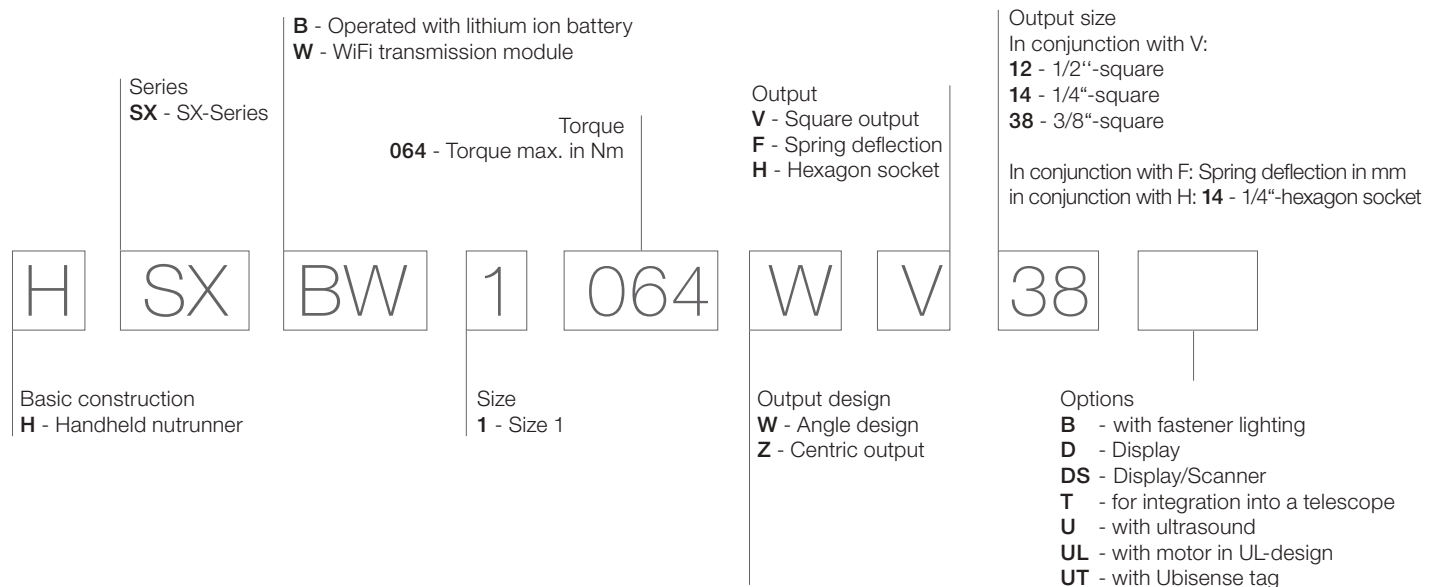 B - Operated with lithium ion battery
W - WiFi transmission module
Output size
In conjunction with V:
12 - 1/2‘‘-square
14 - 1/4“-square
38 - 3/8“-square
In conjunction with F: Spring deflection in mm
in conjunction with H: 14 - 1/4“-hexagon socket
Series
SX - SX-Series
Torque
064 - Torque max. in Nm
Output
V - Square output
F - Spring deflection
H - Hexagon socket
H SX BW 1 064 W V 38
Basic construction
H - Handheld nutrunner
Size
1 - Size 1
Output design
W - Angle design
Z - Centric output
Options
B - with fastener lighting
D - Display
DS - Display/Scanner
T - for integration into a telescope
U - with ultrasound
UL - with motor in UL-design
UT - with Ubisense tag